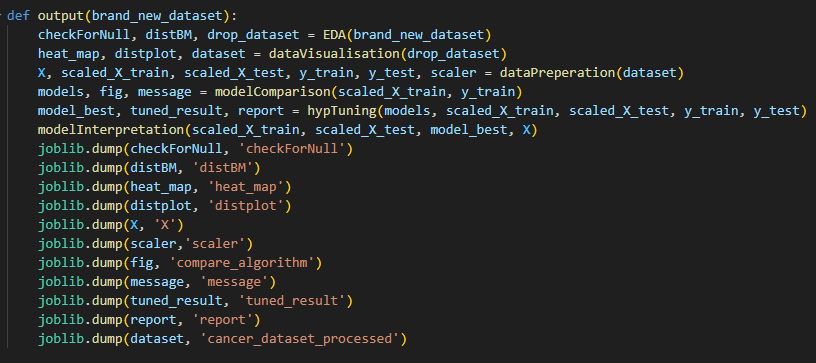 def output(brand_new_dataset):
    checkForNull, distBM, drop_dataset = EDA(brand_new_dataset)
    heat_map, distplot, dataset = dataVisualisation(drop_dataset)
    X, scaled_X_train, scaled_X_test, y_train, y_test, scaler = dataPreperation(dataset)
    models, fig, message = modelComparison(scaled_X_train, y_train)
    model_best, tuned_result, report = hypTuning(models, scaled_X_train, scaled_X_test, y_train, y_test)
    modelInterpretation(scaled_X_train, scaled_X_test, model_best, X)
    joblib.dump(checkForNull, 'checkForNull')
    joblib.dump(distBM, 'distBM')
    joblib.dump(heat_map, 'heat_map')
    joblib.dump(distplot, 'distplot')
    joblib.dump(X, 'X')
    joblib.dump(scaler,'scaler')
    joblib.dump(fig, 'compare_algorithm')
    joblib.dump(message, 'message')
    joblib.dump(tuned_result, 'tuned_result')
    joblib.dump(report, 'report')
    joblib.dump(dataset, 'cancer_dataset_processed')